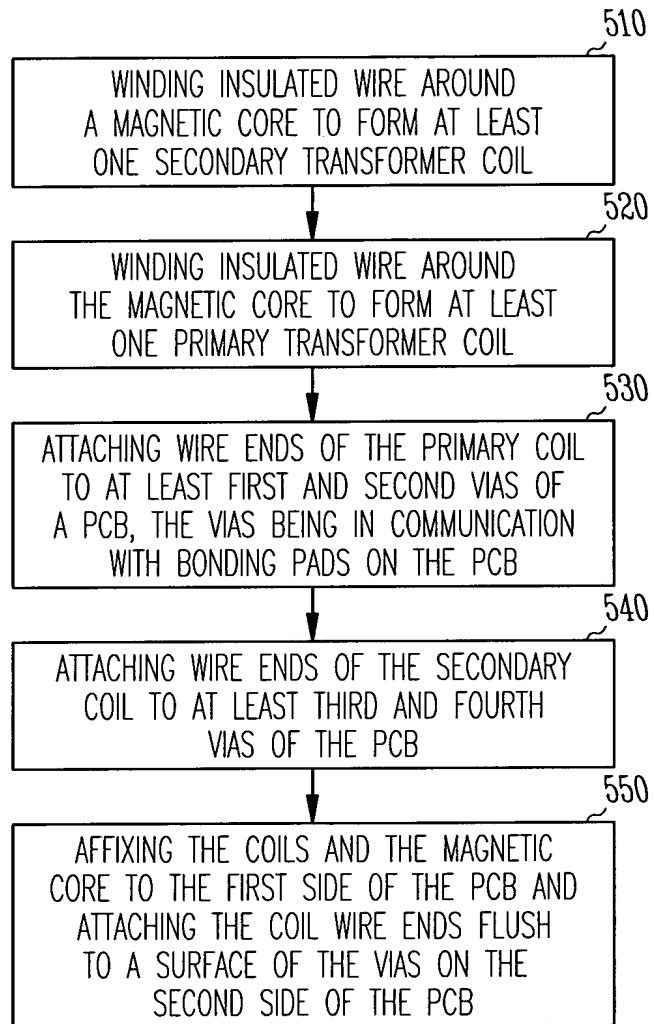 510
WINDING INSULATED WIRE AROUND
A MAGNETIC CORE TO FORM AT LEAST
ONE SECONDARY TRANSFORMER COIL
520
WINDING INSULATED WIRE AROUND
THE MAGNETIC CORE TO FORM AT LEAST
ONE PRIMARY TRANSFORMER COIL
530
ATTACHING WIRE ENDS OF THE PRIMARY COIL
TO AT LEAST FIRST AND SECOND VIAS OF
A PCB, THE VIAS BEING IN COMMUNICATION
WITH BONDING PADS ON THE PCB
540
ATTACHING WIRE ENDS OF THE SECONDARY
COIL TO AT LEAST THIRD AND FOURTH
VIAS OF THE PCB
550
AFFIXING THE COILS AND THE MAGNETIC
CORE TO THE FIRST SIDE OF THE PCB AND
ATTACHING THE COIL WIRE ENDS FLUSH
TO A SURFACE OF THE VIAS ON THE
SECOND SIDE OF THE PCB